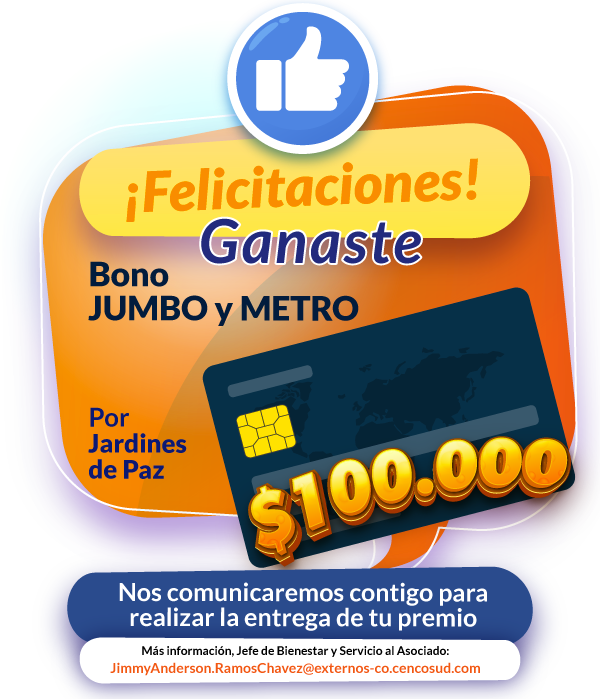 ¡Felicitaciones!
Ganaste
Bono
JUMBO y METRO
Por
Jardines
de Paz
$100.000
Nos comunicaremos contigo para
realizar la entrega de tu premio
Más información, Jefe de Bienestar y Servicio al Asociado:
JimmyAnderson.RamosChavez@externos-co.cencosud.com